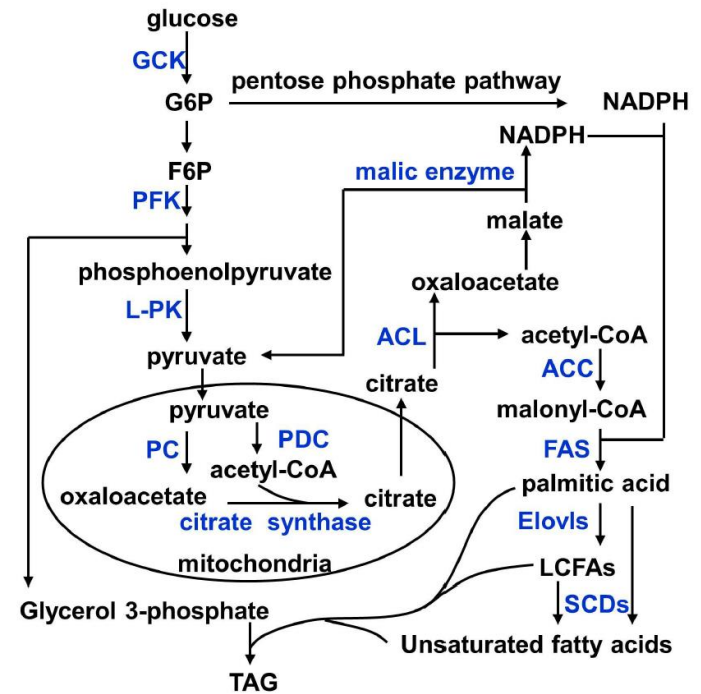 glucose
GCK
pentose phosphate pathway
G6P
NADPH
NADPH
F6P
malic enzyme
PFK
malate
phosphoenolpyruvate
oxaloacetate
L-PK
ACL
acetyl-CoA
pyruvate
ACC
citrate
pyruvate
malonyl-CoA
PC
PDC
FAS
acetyl-CoA
palmitic acid
oxaloacetate
citrate
citrate synthase
Elovls
mitochondria
LCFAs
SCDs
Glycerol 3-phosphate
Unsaturated fatty acids
TAG